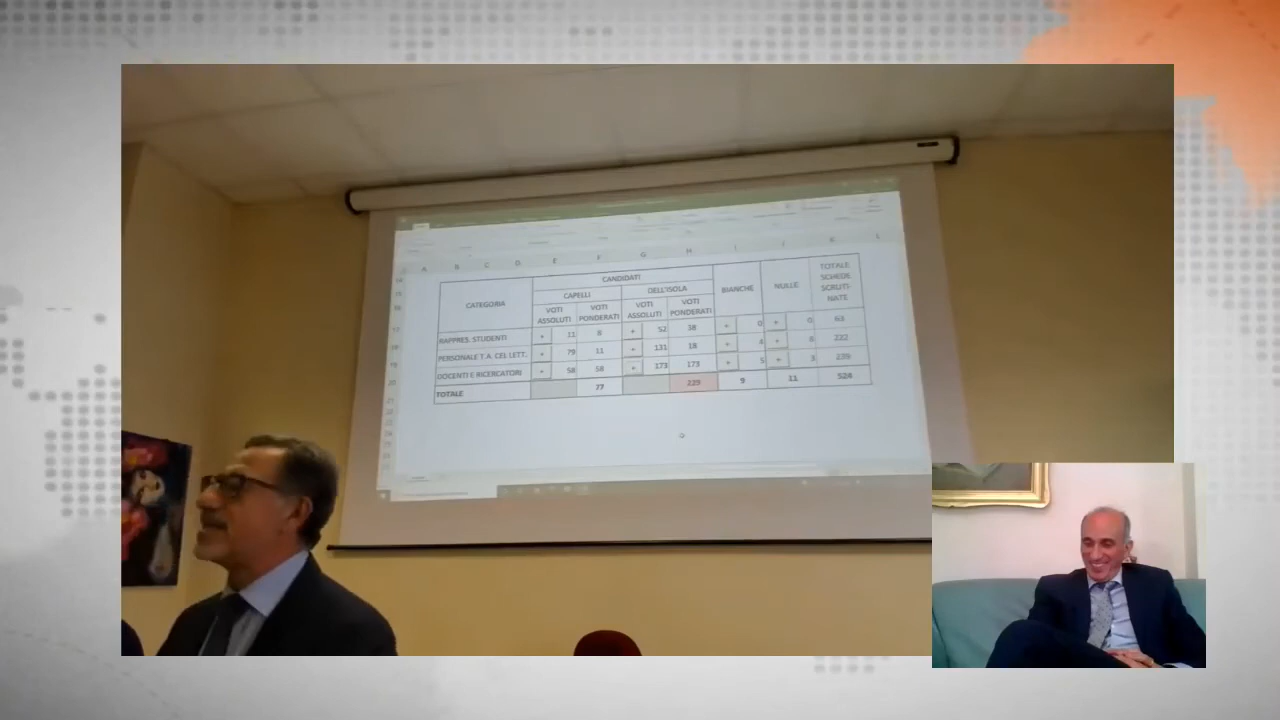 A B C D E F G H I J K L
CATEGORIA CANDIDATI BIANCHE NULLE TOTALE SCHEDE SCRUTI- NATE
CAPELLI DELL'ISOLA
VOTI ASSOLUTI VOTI PONDERATI VOTI ASSOLUTI VOTI PONDERATI
RAPPRES. STUDENTI + 11 8 + 52 38 + 0 + 0 63
PERSONALE T.A. CEL LETT. + 79 11 + 131 18 + 4 + 8 222
DOCENTI E RICERCATORI + 58 58 + 173 173 + 5 + 3 239
TOTALE 77 229 9 11 524